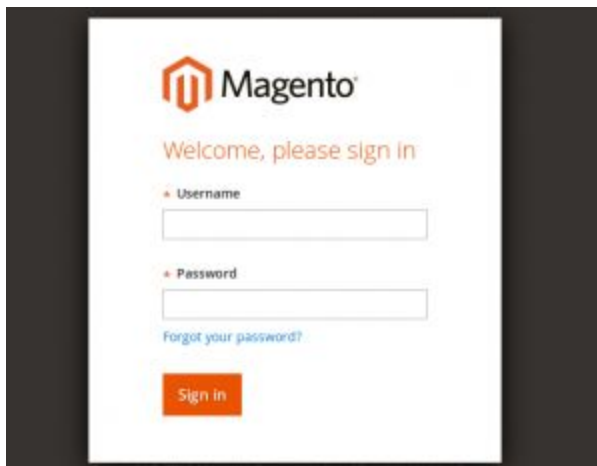 Magento
Welcome, please sign in
* Username
* Password
Forgot your password?
Sign in